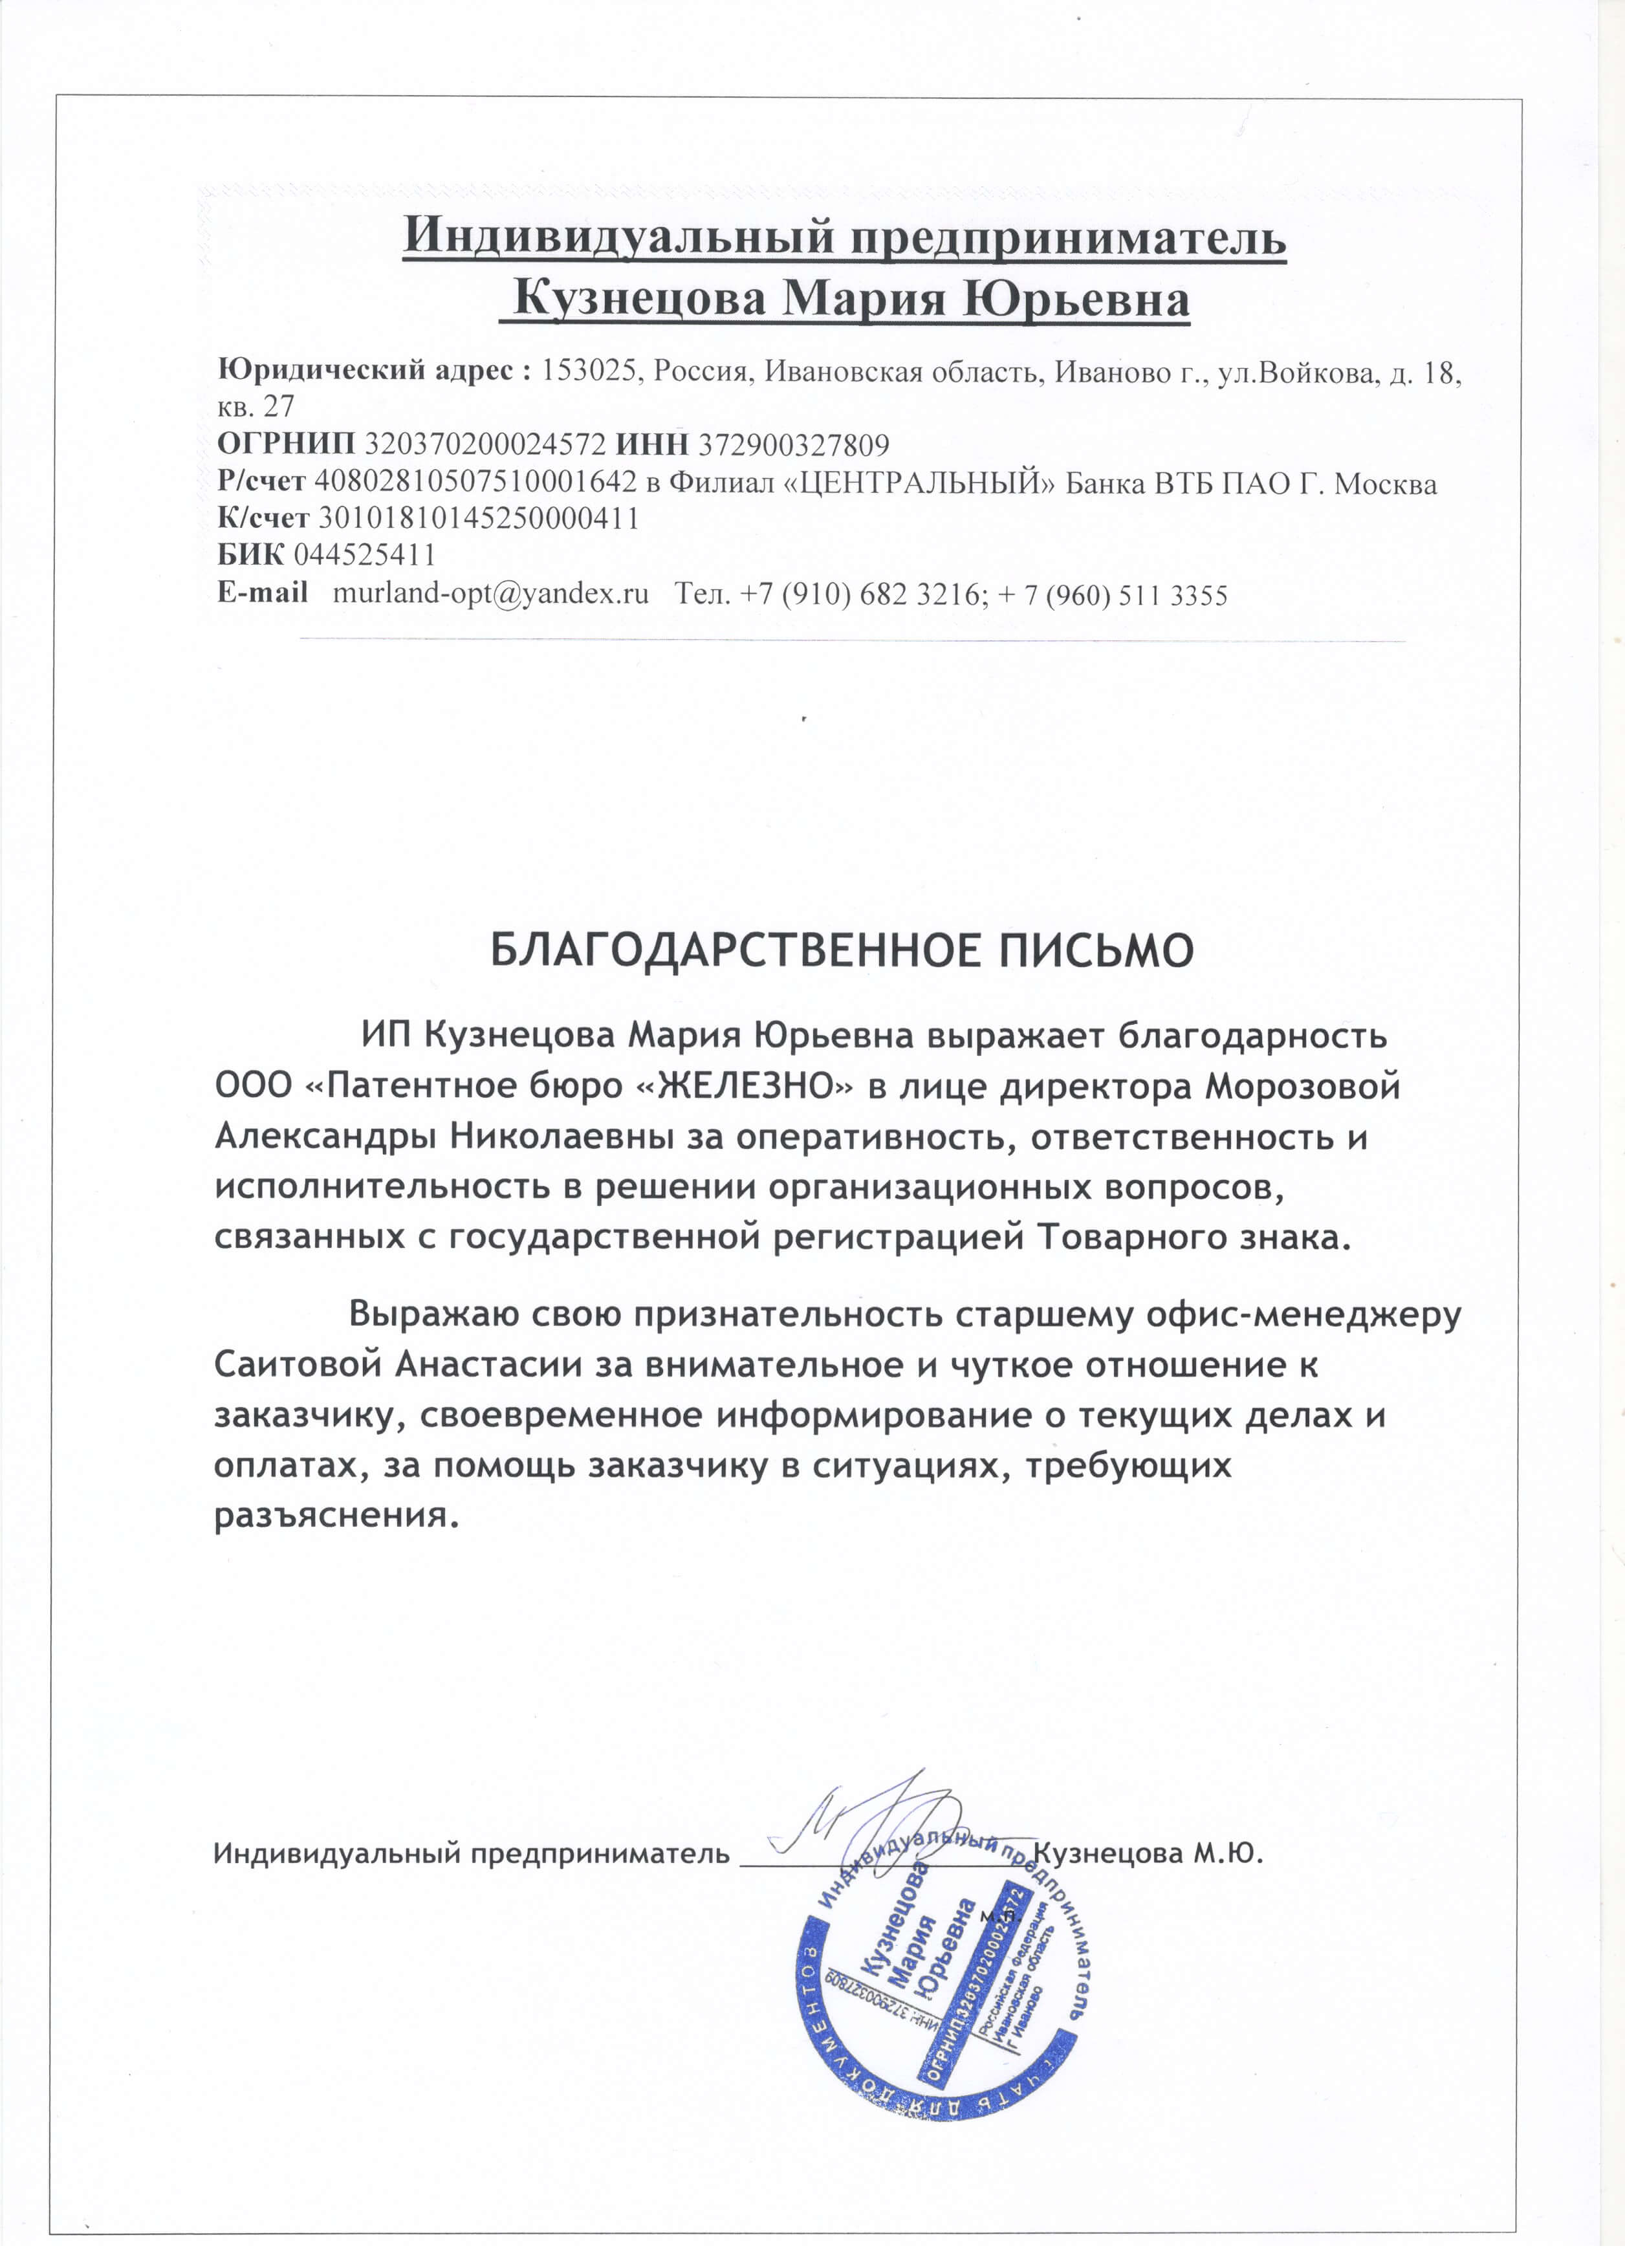 Индивидуальный предприниматель
Кузнецова Мария Юрьевна
Юридический адрес : 153025, Россия, Ивановская область, Иваново г., ул.Войкова, д. 18,
кв. 27
ОГРНИП 320370200024572 ИНН 372900327809
Р/счет 40802810507510001642 в Филиал «ЦЕНТРАЛЬНЫЙ» Банка ВТБ ПАО Г. Москва
К/счет 30101810145250000411
БИК 044525411
E-mail murland-opt@yandex.ru Тел. +7 (910) 682 3216; + 7 (960) 511 3355
БЛАГОДАРСТВЕННОЕ ПИСЬМО
ИП Кузнецова Мария Юрьевна выражает благодарность
ООО «Патентное бюро «ЖЕЛЕЗНО» в лице директора Морозовой
Александры Николаевны за оперативность, ответственность и
исполнительность в решении организационных вопросов,
связанных с государственной регистрацией Товарного знака.
Выражаю свою признательность старшему офис-менеджеру
Саитовой Анастасии за внимательное и чуткое отношение к
заказчику, своевременное информирование о текущих делах и
оплатах, за помощь заказчику в ситуациях, требующих
разъяснения.
Индивидуальный предприниматель Кузнецова М.Ю.
м.п.
Индивидуальный предприниматель
Кузнецова
Мария
Юрьевна
ИНН: 372900327809
ОГРНИП 320370200024572
Российская Федерация
Ивановская область
г Иваново
ДЛЯ ДОКУМЕНТОВ